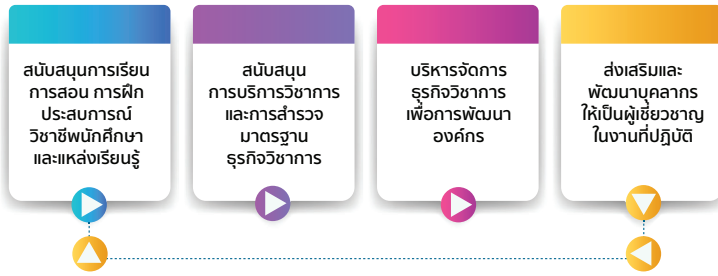 สนับสนุนการเรียน
การสอน การฝึก
ประสบการณ์
วิชาชีพนักศึกษา
และแหล่งเรียนรู้
สนับสนุน
การบริการวิชาการ
และการสำรวจ
มาตรฐาน
ธุรกิจวิชาการ
บริหารจัดการ
ธุรกิจวิชาการ
เพื่อการพัฒนา
องค์กร
ส่งเสริมและ
พัฒนาบุคลากร
ให้เป็นผู้เชี่ยวชาญ
ในงานที่ปฏิบัติ